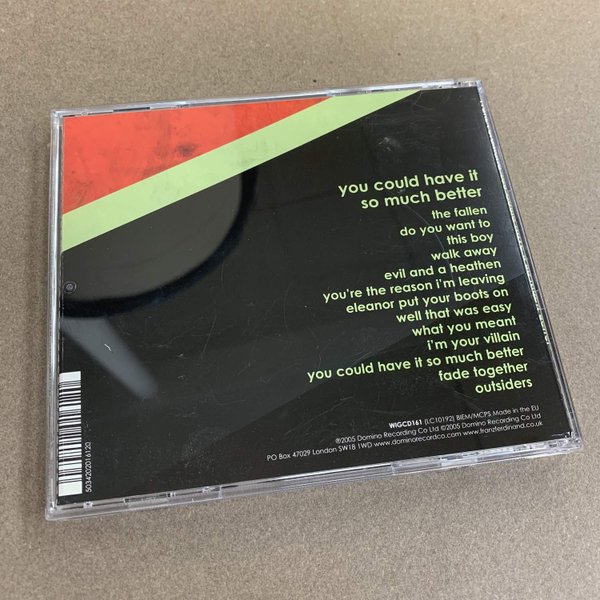 you could have it
so much better
the fallen
do you want to
this boy
walk away
evil and a heathen
you're the reason i'm leaving
eleanor put your boots on
well that was easy
what you meant
i'm your villain
you could have it so much better
fade together
outsiders
WIGCD161 (LC10192) BIEM/MCPS Made in the EU
℗2005 Domino Recording Co Ltd ©2005 Domino Recording Co Ltd
PO Box 47029 London SW18 1WD www.dominorecordco.com www.franzferdinand.co.uk
5034202016120